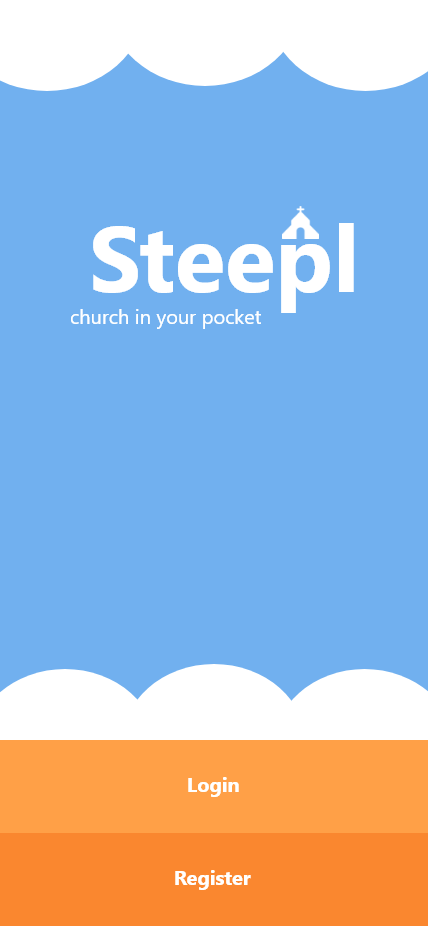 Steepl
church in your pocket
Login
Register